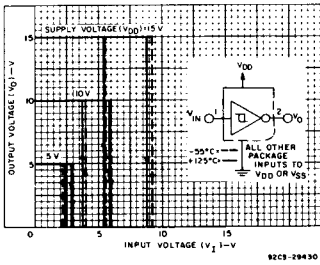 SUPPLY VOLTAGE (VDD)=15 V
15
10 V
10
5 V
5
0
0
5
10
15
OUTPUT VOLTAGE (VO)—V
INPUT VOLTAGE (VI)—V
VDD
VIN
1
2
VO
-55°C
+125°C
ALL OTHER
PACKAGE
INPUTS TO
VDD OR VSS
92CS-29430